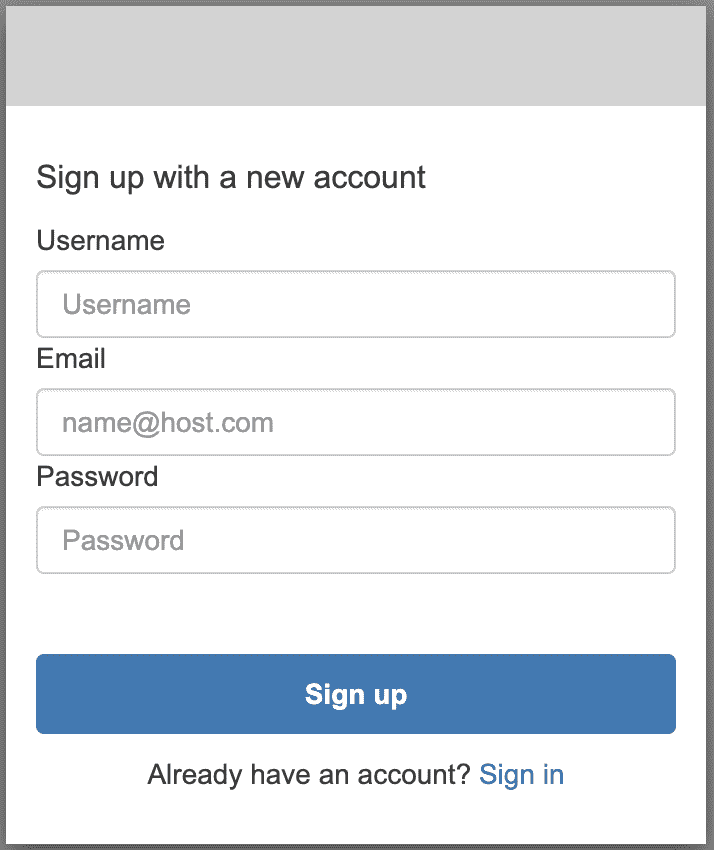 Sign up with a new account
Username
Username
Email
name@host.com
Password
Password
Sign up
Already have an account? Sign in